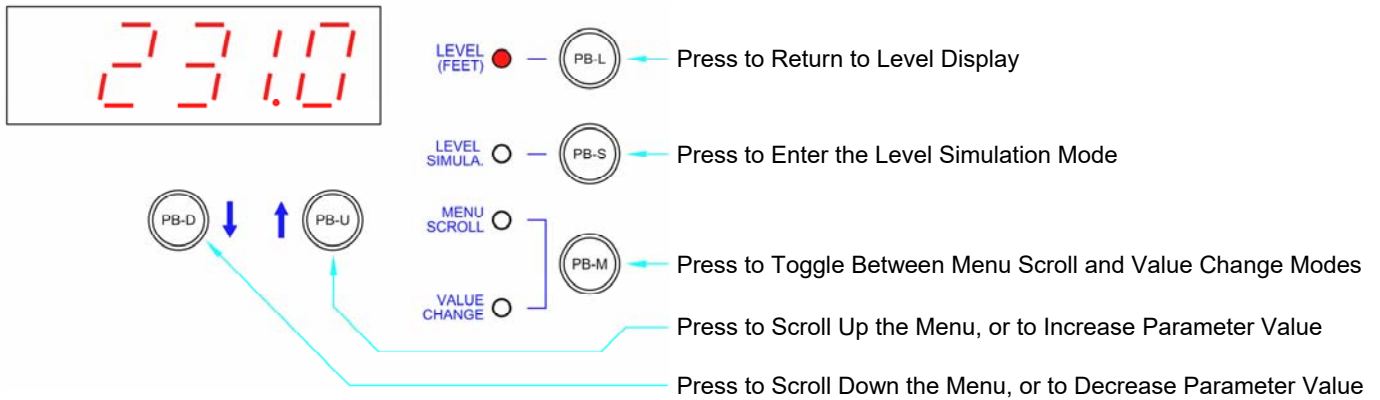 231.0
LEVEL
(FEET)
PB-L
Press to Return to Level Display
LEVEL
SIMULA.
PB-S
Press to Enter the Level Simulation Mode
PB-D
PB-U
MENU
SCROLL
PB-M
Press to Toggle Between Menu Scroll and Value Change Modes
VALUE
CHANGE
Press to Scroll Up the Menu, or to Increase Parameter Value
Press to Scroll Down the Menu, or to Decrease Parameter Value